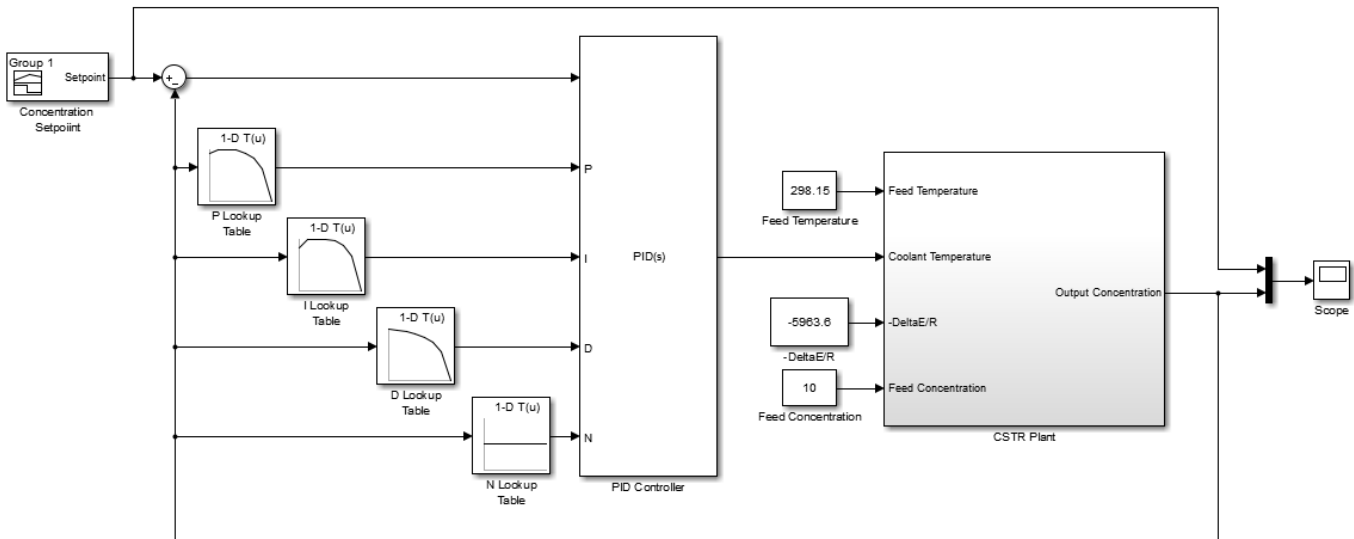 Group 1
Setpoint
Concentration
Setpoiint
+
−
1-D T(u)
P Lookup
Table
1-D T(u)
I Lookup
Table
1-D T(u)
D Lookup
Table
1-D T(u)
N Lookup
Table
P
I
D
N
PID(s)
PID Controller
298.15
Feed Temperature
-5963.6
-DeltaE/R
10
Feed Concentration
Feed Temperature
Coolant Temperature
-DeltaE/R
Feed Concentration
Output Concentration
CSTR Plant
Scope